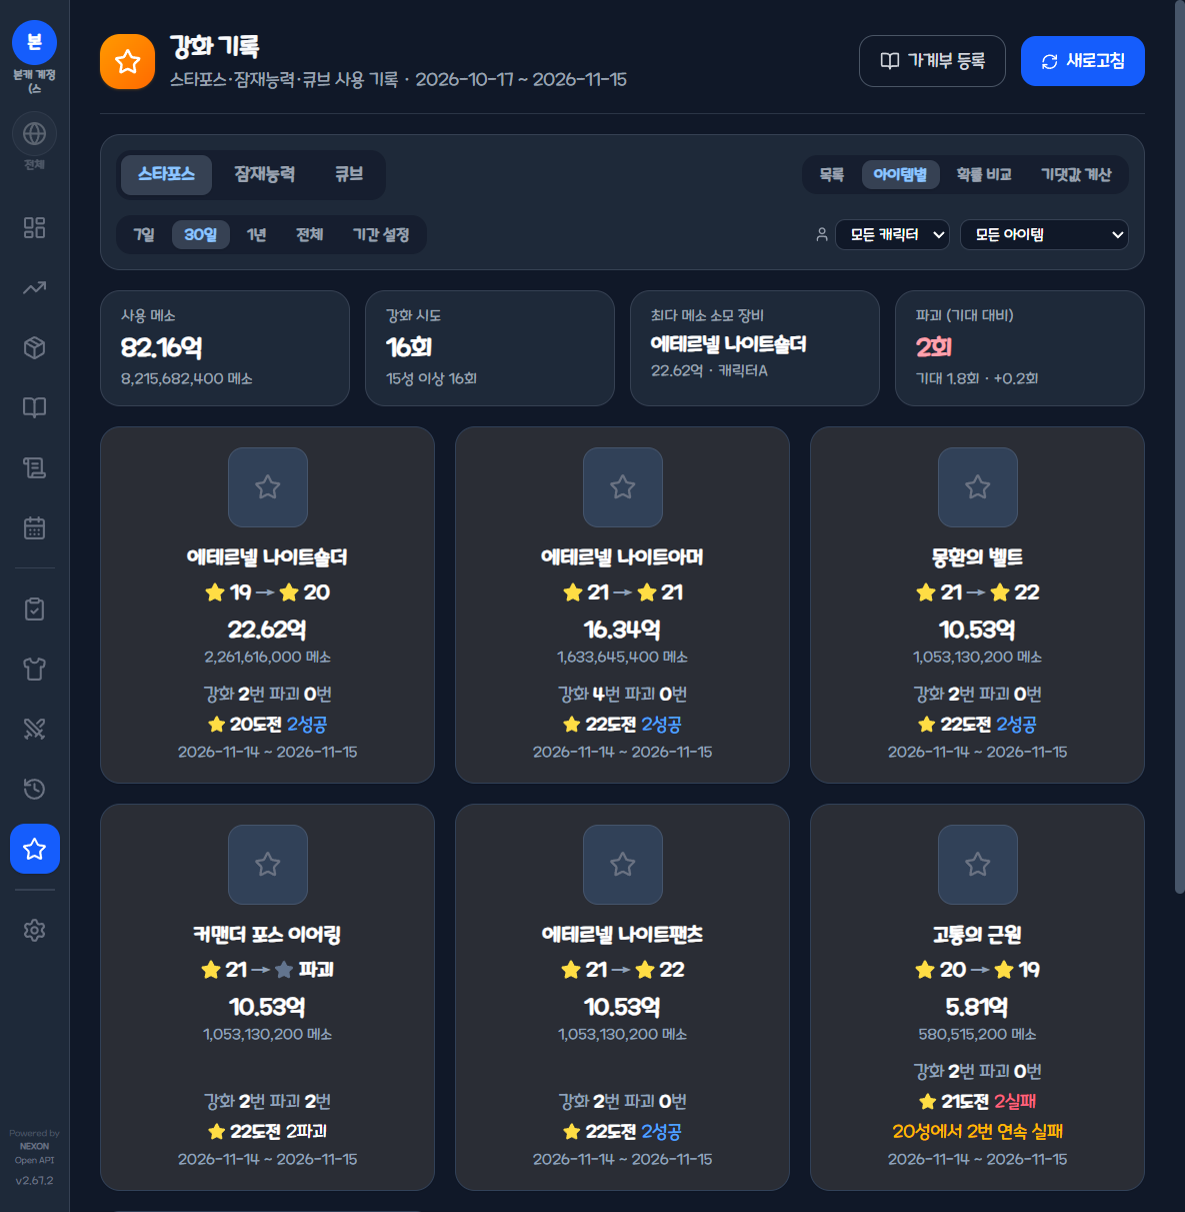 본
본캐 계정
(스
전체
Powered by
NEXON
Open API
v2.67.2
강화 기록
스타포스·잠재능력·큐브 사용 기록 · 2026-10-17 ~ 2026-11-15
가계부 등록
새로고침
스타포스 잠재능력 큐브
목록 아이템별 확률 비교 기댓값 계산
7일 30일 1년 전체 기간 설정
모든 캐릭터 모든 아이템
사용 메소
82.16억
8,215,682,400 메소
강화 시도
16회
15성 이상 16회
최다 메소 소모 장비
에테르넬 나이트숄더
22.62억 · 캐릭터A
파괴 (기대 대비)
2회
기대 1.8회 · +0.2회
에테르넬 나이트숄더
19 → 20
22.62억
2,261,616,000 메소
강화 2번 파괴 0번
20도전 2성공
2026-11-14 ~ 2026-11-15
에테르넬 나이트아머
21 → 21
16.34억
1,633,645,400 메소
강화 4번 파괴 0번
22도전 2성공
2026-11-14 ~ 2026-11-15
몽환의 벨트
21 → 22
10.53억
1,053,130,200 메소
강화 2번 파괴 0번
22도전 2성공
2026-11-14 ~ 2026-11-15
커맨더 포스 이어링
21 → 파괴
10.53억
1,053,130,200 메소
강화 2번 파괴 2번
22도전 2파괴
2026-11-14 ~ 2026-11-15
에테르넬 나이트팬츠
21 → 22
10.53억
1,053,130,200 메소
강화 2번 파괴 0번
22도전 2성공
2026-11-14 ~ 2026-11-15
고통의 근원
20 → 19
5.81억
580,515,200 메소
강화 2번 파괴 0번
21도전 2실패
20성에서 2번 연속 실패
2026-11-14 ~ 2026-11-15